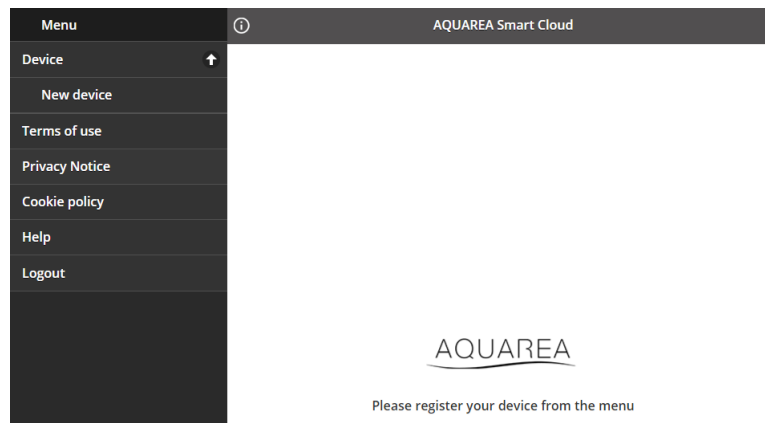 Menu
AQUAREA Smart Cloud
Device
New device
Terms of use
Privacy Notice
Cookie policy
Help
Logout
AQUAREA
Please register your device from the menu